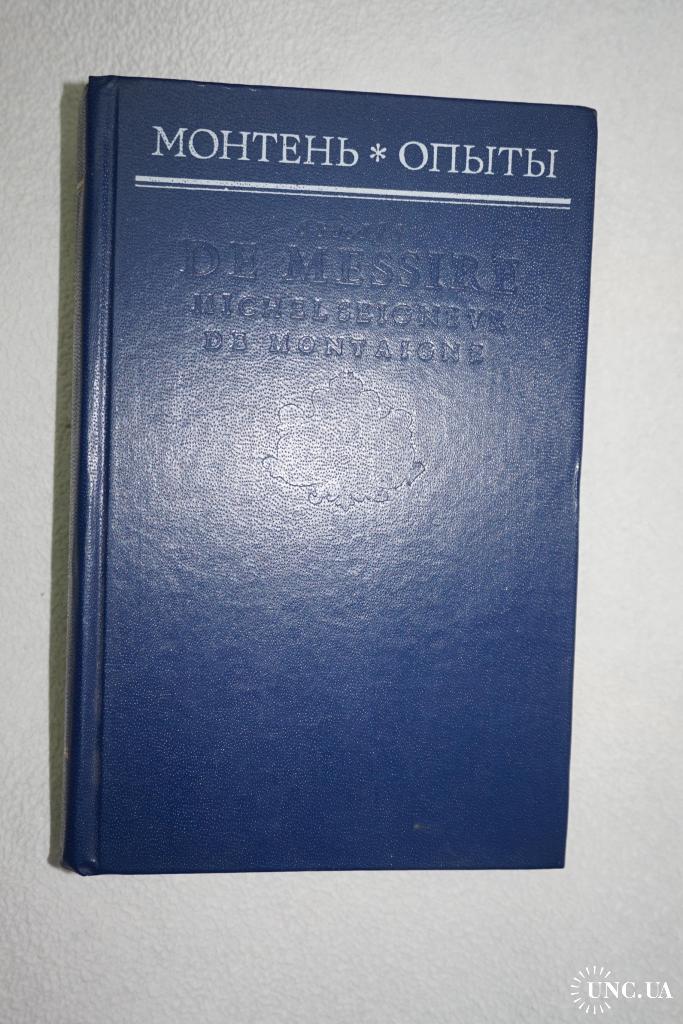 МОНТЕНЬ * ОПЫТЫ
DE MESSIRE
MICHEL SEIGNEVR
DE MONTAIGNE
UNC.UA